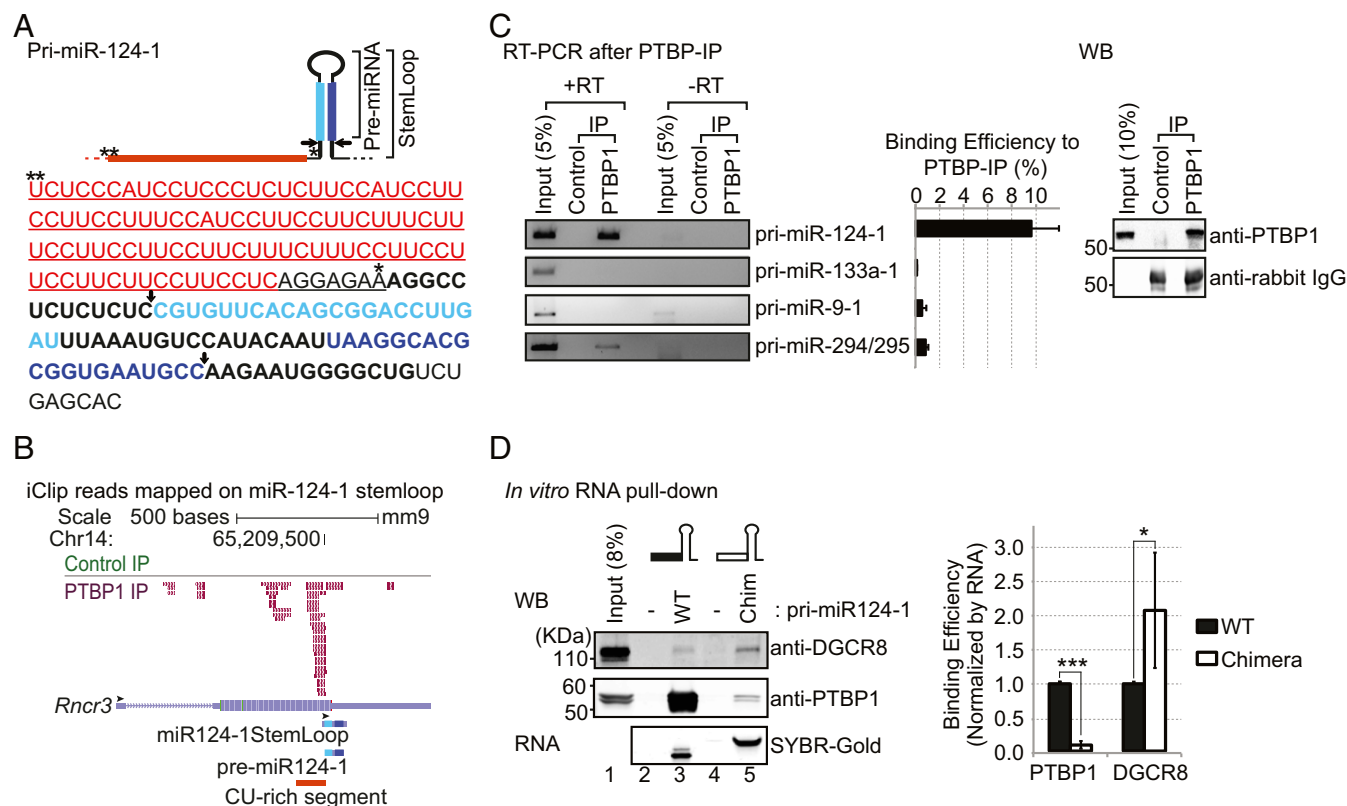 A
Pri-miR-124-1
Pre-miRNA
StemLoop
** *
**
UCUCCCAUCCUCCCUCUCUUCCAUCCUU
CCUUCCUUUCCAUCCUUCCUUCUUUCUU
UCCUUCCUUCCUUCUUUCUUUCCUUCCU
UCCUUCUUCCUUCCUCAGGAGAAAGGCC
*
UCUCUCUCCGUGUUCACAGCGGACCUUG
AUUUAAAUGUCCAUACAAUUAAGGCACG
CGGUGAAUGCCAAGAAUGGGGCUGUCU
GAGCAC
B
iClip reads mapped on miR-124-1 stemloop
Scale 500 bases mm9
Chr14: 65,209,500
Control IP
PTBP1 IP
Rncr3
miR124-1StemLoop
pre-miR124-1
CU-rich segment
C
RT-PCR after PTBP-IP
+RT -RT
IP IP
Input (5%) Control PTBP1 Input (5%) Control PTBP1
pri-miR-124-1
pri-miR-133a-1
pri-miR-9-1
pri-miR-294/295
Binding Efficiency to
PTBP-IP (%)
0 2 4 6 8 10
WB
IP
Input (10%) Control PTBP1
50 anti-PTBP1
50 anti-rabbit IgG
D
In vitro RNA pull-down
WB Input (8%) - WT - Chim : pri-miR124-1
(KDa)
110 anti-DGCR8
60
50 anti-PTBP1
RNA SYBR-Gold
1 2 3 4 5
Binding Efficiency
(Normalized by RNA)
3.0
2.5
2.0
1.5
1.0
0.5
0.0
*
***
PTBP1 DGCR8
WT
Chimera